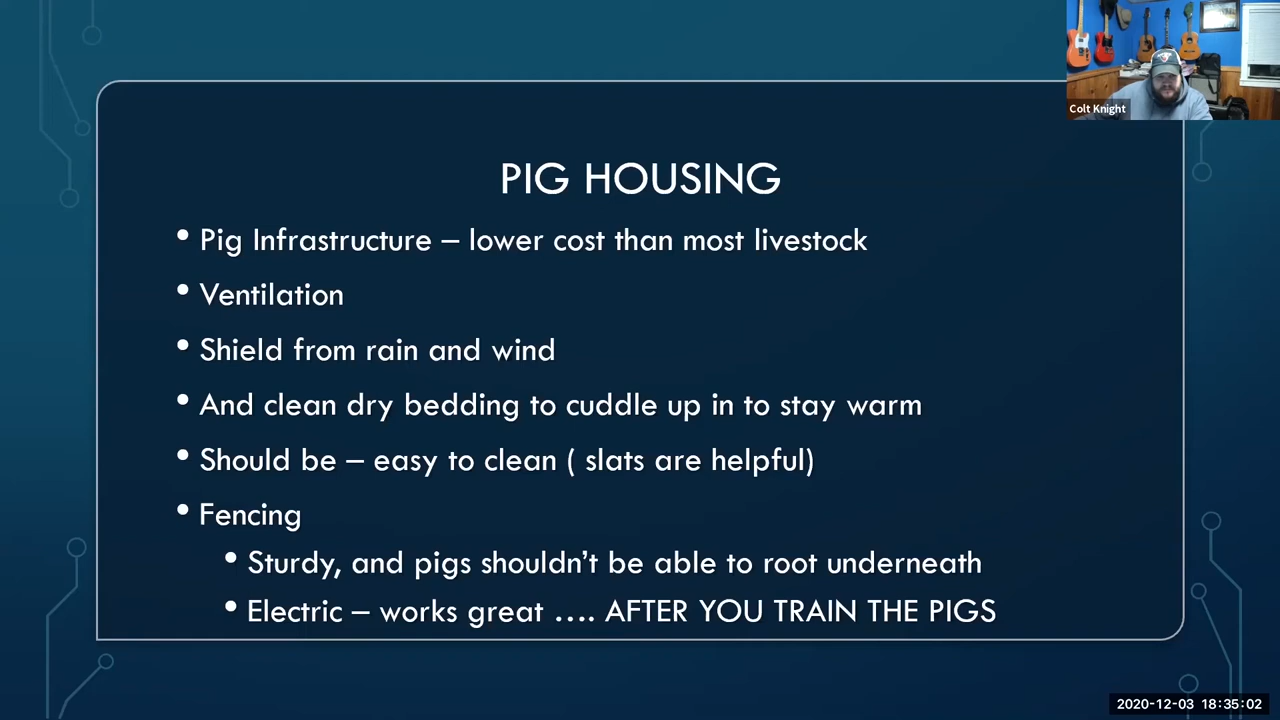 Colt Knight
PIG HOUSING
• Pig Infrastructure – lower cost than most livestock
• Ventilation
• Shield from rain and wind
• And clean dry bedding to cuddle up in to stay warm
• Should be – easy to clean ( slats are helpful)
• Fencing
• Sturdy, and pigs shouldn’t be able to root underneath
• Electric – works great …. AFTER YOU TRAIN THE PIGS
2020-12-03 18:35:02